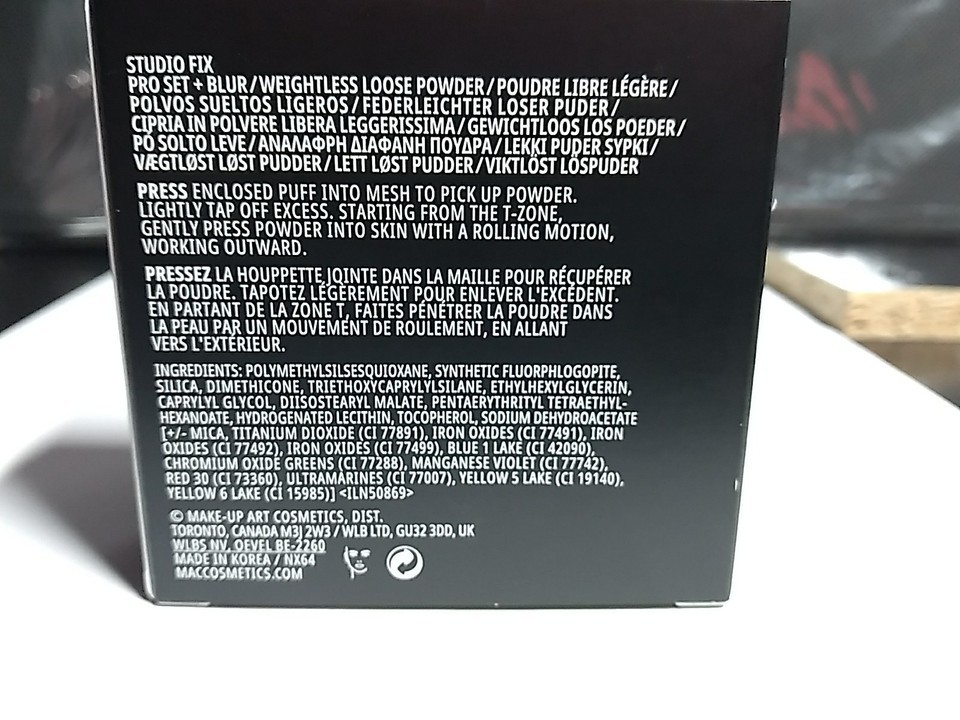 STUDIO FIX
PRO SET + BLUR / WEIGHTLESS LOOSE POWDER / POUDRE LIBRE LÉGÈRE /
POLVOS SUELTOS LIGEROS / FEDERLEICHTER LOSER PUDER /
CIPRIA IN POLVERE LIBERA LEGGERISSIMA / GEWICHTLOOS LOS POEDER /
PÓ SOLTO LEVE / ΑΝΑΛΑΦΡΗ ΔΙΑΦΑΝΗ ΠΟΥΔΡΑ / LEKKI PUDER SYPKI /
VÆGTLØST LØST PUDDER / LETT LØST PUDDER / VIKTLÖST LÖSPUDER
PRESS ENCLOSED PUFF INTO MESH TO PICK UP POWDER.
LIGHTLY TAP OFF EXCESS. STARTING FROM THE T-ZONE,
GENTLY PRESS POWDER INTO SKIN WITH A ROLLING MOTION,
WORKING OUTWARD.
PRESSEZ LA HOUPPETTE JOINTE DANS LA MAILLE POUR RÉCUPÉRER
LA POUDRE. TAPOTEZ LÉGÈREMENT POUR ENLEVER L'EXCÉDENT.
EN PARTANT DE LA ZONE T, FAITES PÉNÉTRER LA POUDRE DANS
LA PEAU PAR UN MOUVEMENT DE ROULEMENT, EN ALLANT
VERS L'EXTÉRIEUR.
INGREDIENTS: POLYMETHYLSILSESQUIOXANE, SYNTHETIC FLUORPHLOGOPITE,
SILICA, DIMETHICONE, TRIETHOXYCAPRYLYLSILANE, ETHYLHEXYLGLYCERIN,
CAPRYLYL GLYCOL, DIISOSTEARYL MALATE, PENTAERYTHRITYL TETRAETHYL-
HEXANOATE, HYDROGENATED LECITHIN, TOCOPHEROL, SODIUM DEHYDROACETATE
[+/- MICA, TITANIUM DIOXIDE (CI 77891), IRON OXIDES (CI 77491), IRON
OXIDES (CI 77492), IRON OXIDES (CI 77499), BLUE 1 LAKE (CI 42090),
CHROMIUM OXIDE GREENS (CI 77288), MANGANESE VIOLET (CI 77742),
RED 30 (CI 73360), ULTRAMARINES (CI 77007), YELLOW 5 LAKE (CI 19140),
YELLOW 6 LAKE (CI 15985)] <ILN50869>
© MAKE-UP ART COSMETICS, DIST.
TORONTO, CANADA M3J 2W3 / WLB LTD, GU32 3DD, UK
WLBS NV, OEVEL BE-2260
MADE IN KOREA / NX64
MACCOSMETICS.COM